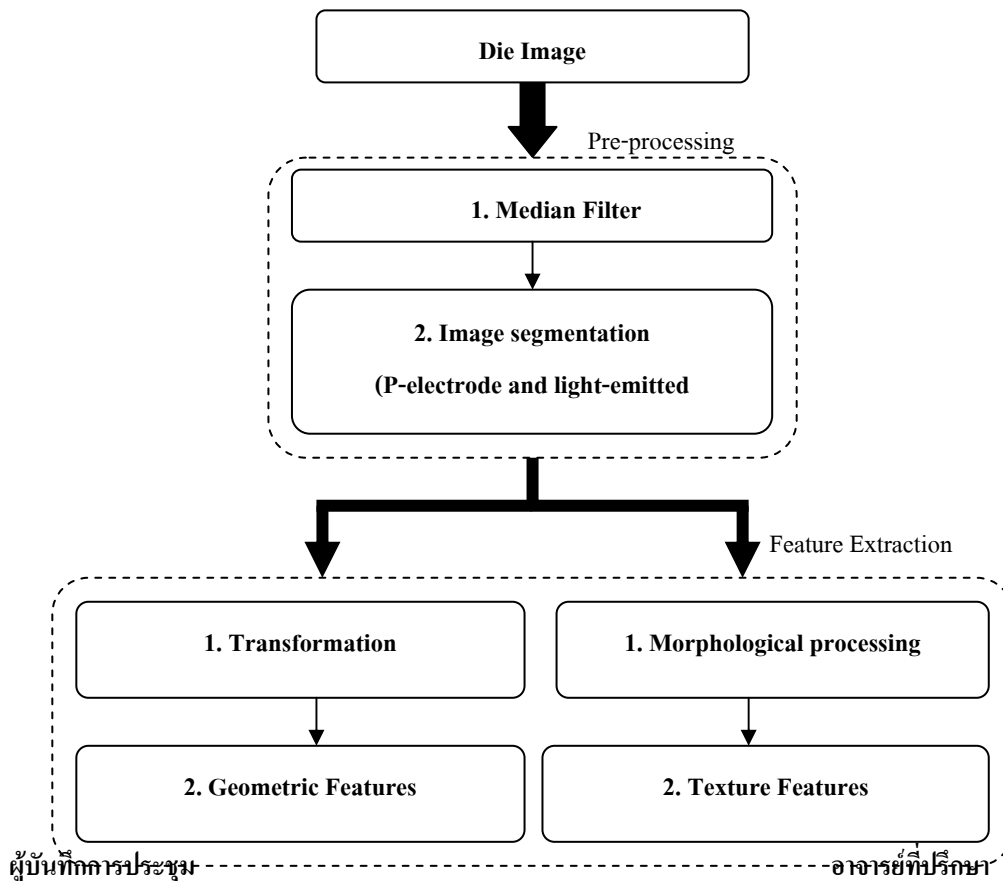 Die Image
Pre-processing
1. Median Filter
2. Image segmentation
(P-electrode and light-emitted
Feature Extraction
1. Transformation
1. Morphological processing
2. Geometric Features
2. Texture Features
ผู้บันทึกการประชุม
อาจารย์ที่ปรึกษา